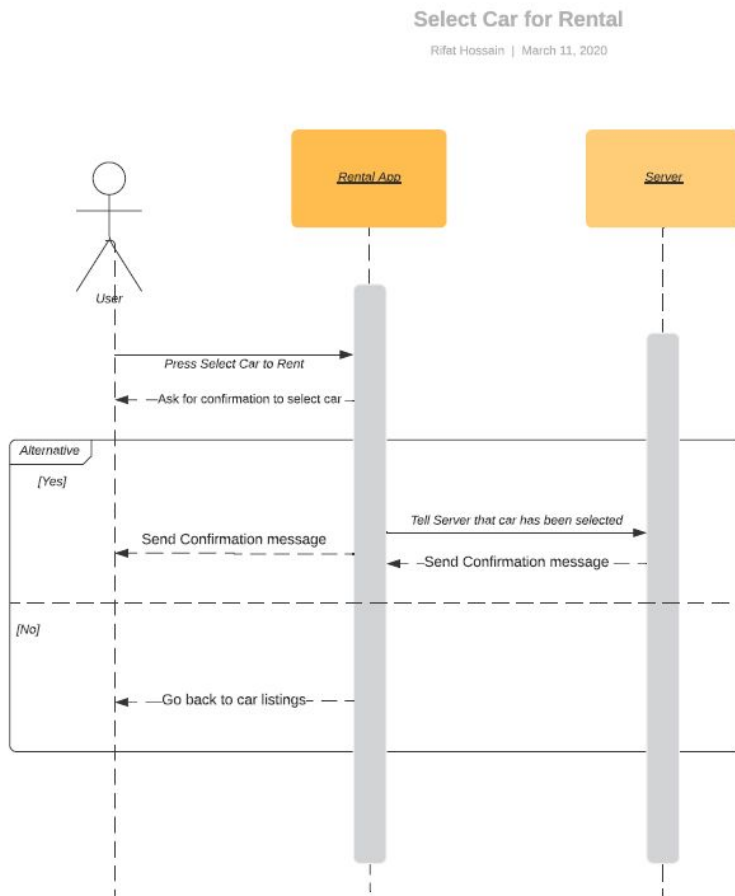 Select Car for Rental
Rifat Hossain | March 11, 2020
Rental App
Server
User
Press Select Car to Rent
Ask for confirmation to select car
Alternative
[Yes]
Tell Server that car has been selected
Send Confirmation message
Send Confirmation message
[No]
Go back to car listings